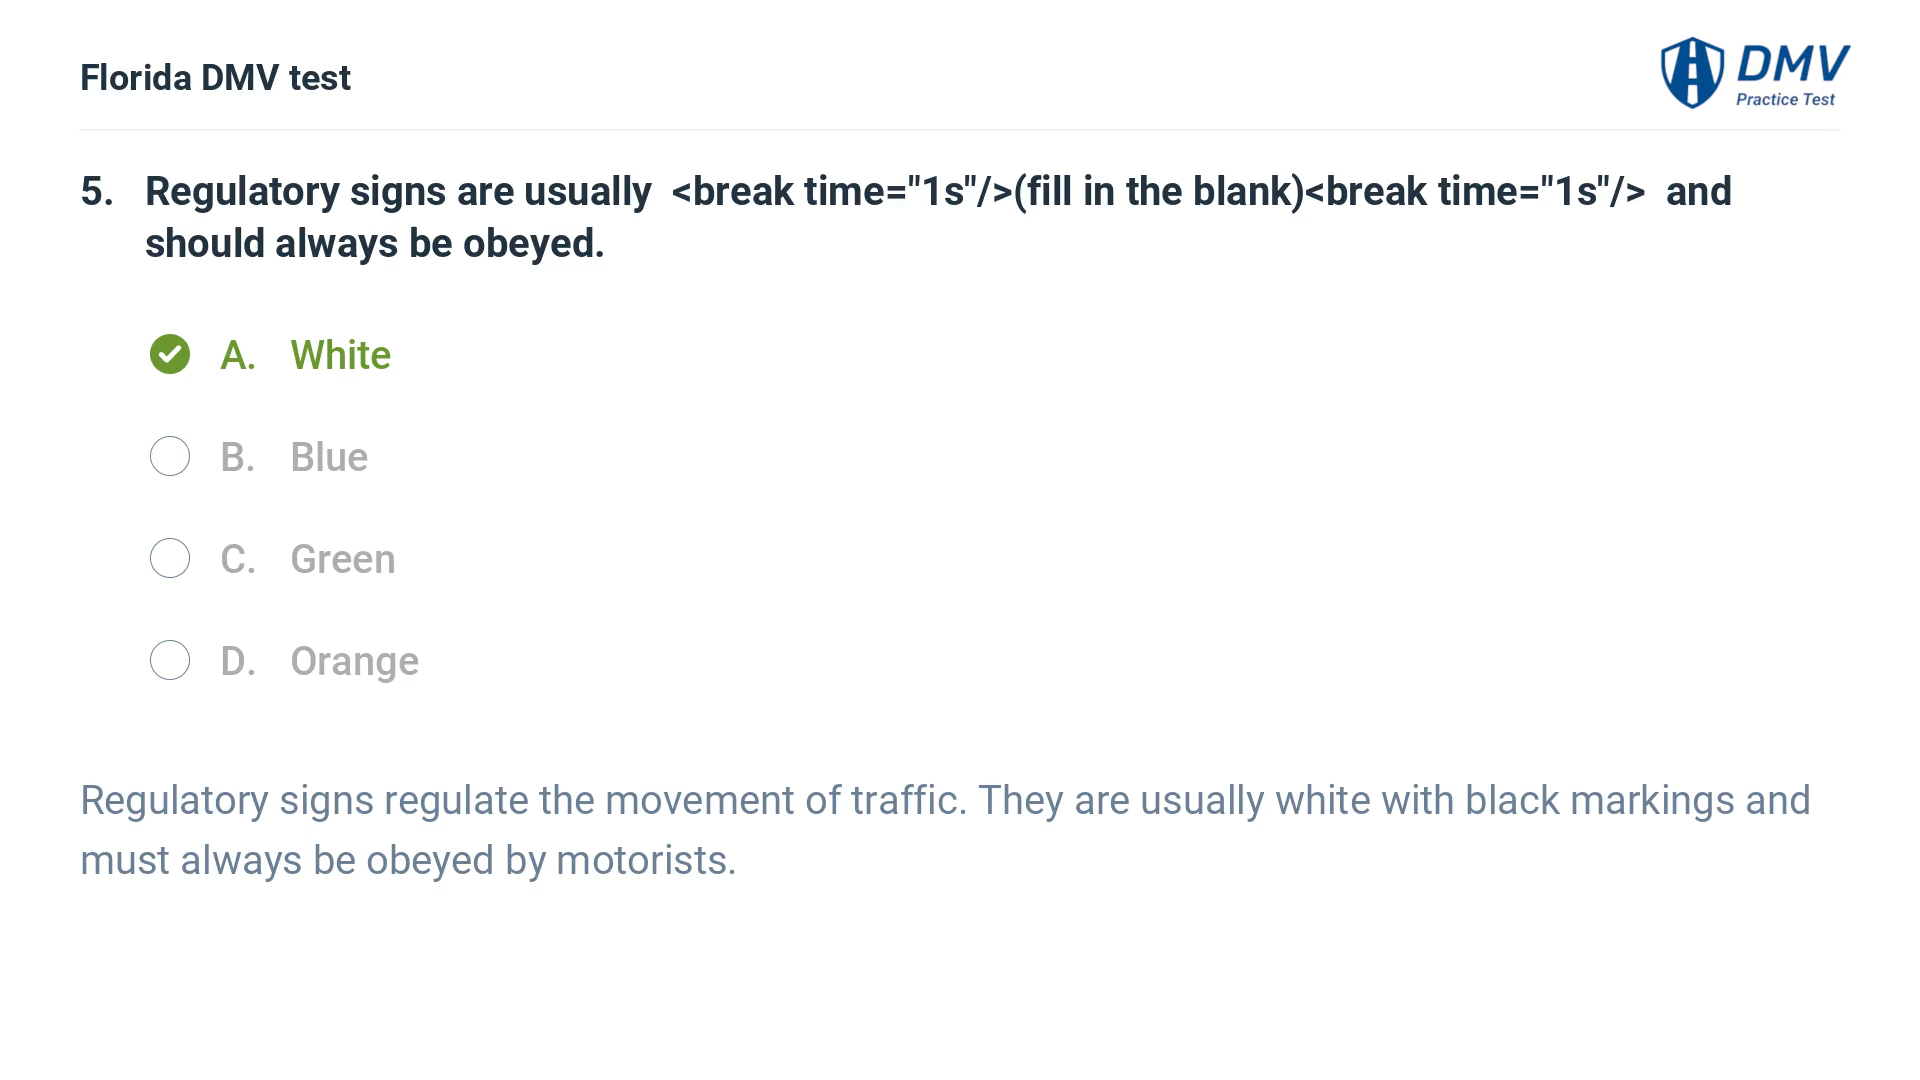 Florida DMV test
DMV
Practice Test
5. Regulatory signs are usually  <break time="1s"/>(fill in the blank)<break time="1s"/>  and
should always be obeyed.
A. White
B. Blue
C. Green
D. Orange
Regulatory signs regulate the movement of traffic. They are usually white with black markings and
must always be obeyed by motorists.